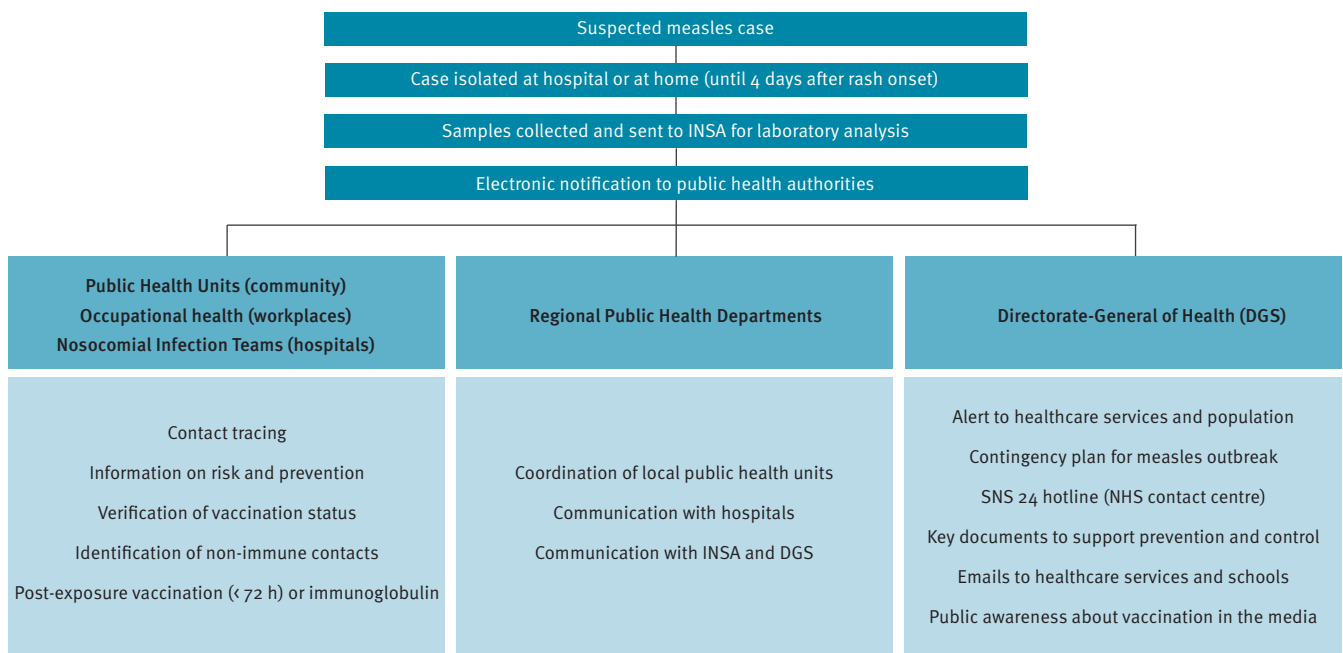 Suspected measles case
Case isolated at hospital or at home (until 4 days after rash onset)
Samples collected and sent to INSA for laboratory analysis
Electronic notification to public health authorities
Public Health Units (community)
Occupational health (workplaces)
Nosocomial Infection Teams (hospitals)
Regional Public Health Departments
Directorate-General of Health (DGS)
Contact tracing
Information on risk and prevention
Verification of vaccination status
Identification of non-immune contacts
Post-exposure vaccination (< 72 h) or immunoglobulin
Coordination of local public health units
Communication with hospitals
Communication with INSA and DGS
Alert to healthcare services and population
Contingency plan for measles outbreak
SNS 24 hotline (NHS contact centre)
Key documents to support prevention and control
Emails to healthcare services and schools
Public awareness about vaccination in the media